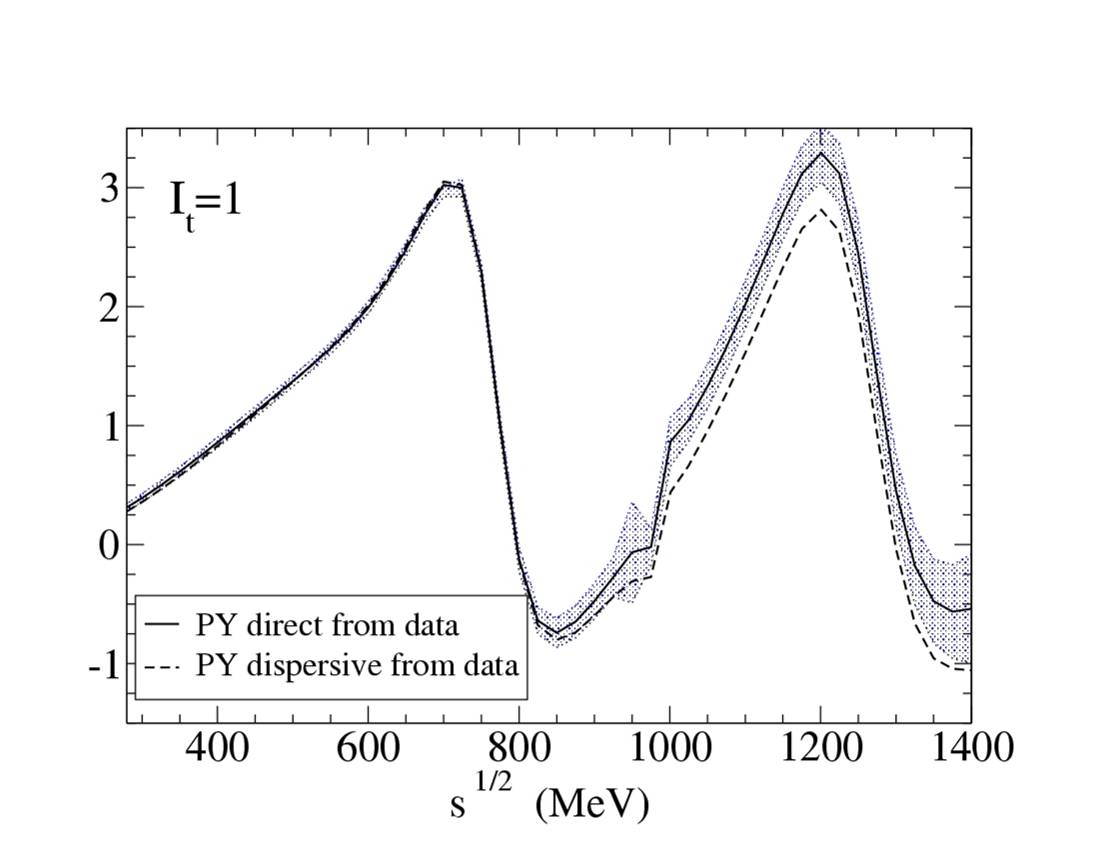 3
I_t=1
2
1
0
PY direct from data
-1
PY dispersive from data
400 600 800 1000 1200 1400
s^1/2 (MeV)